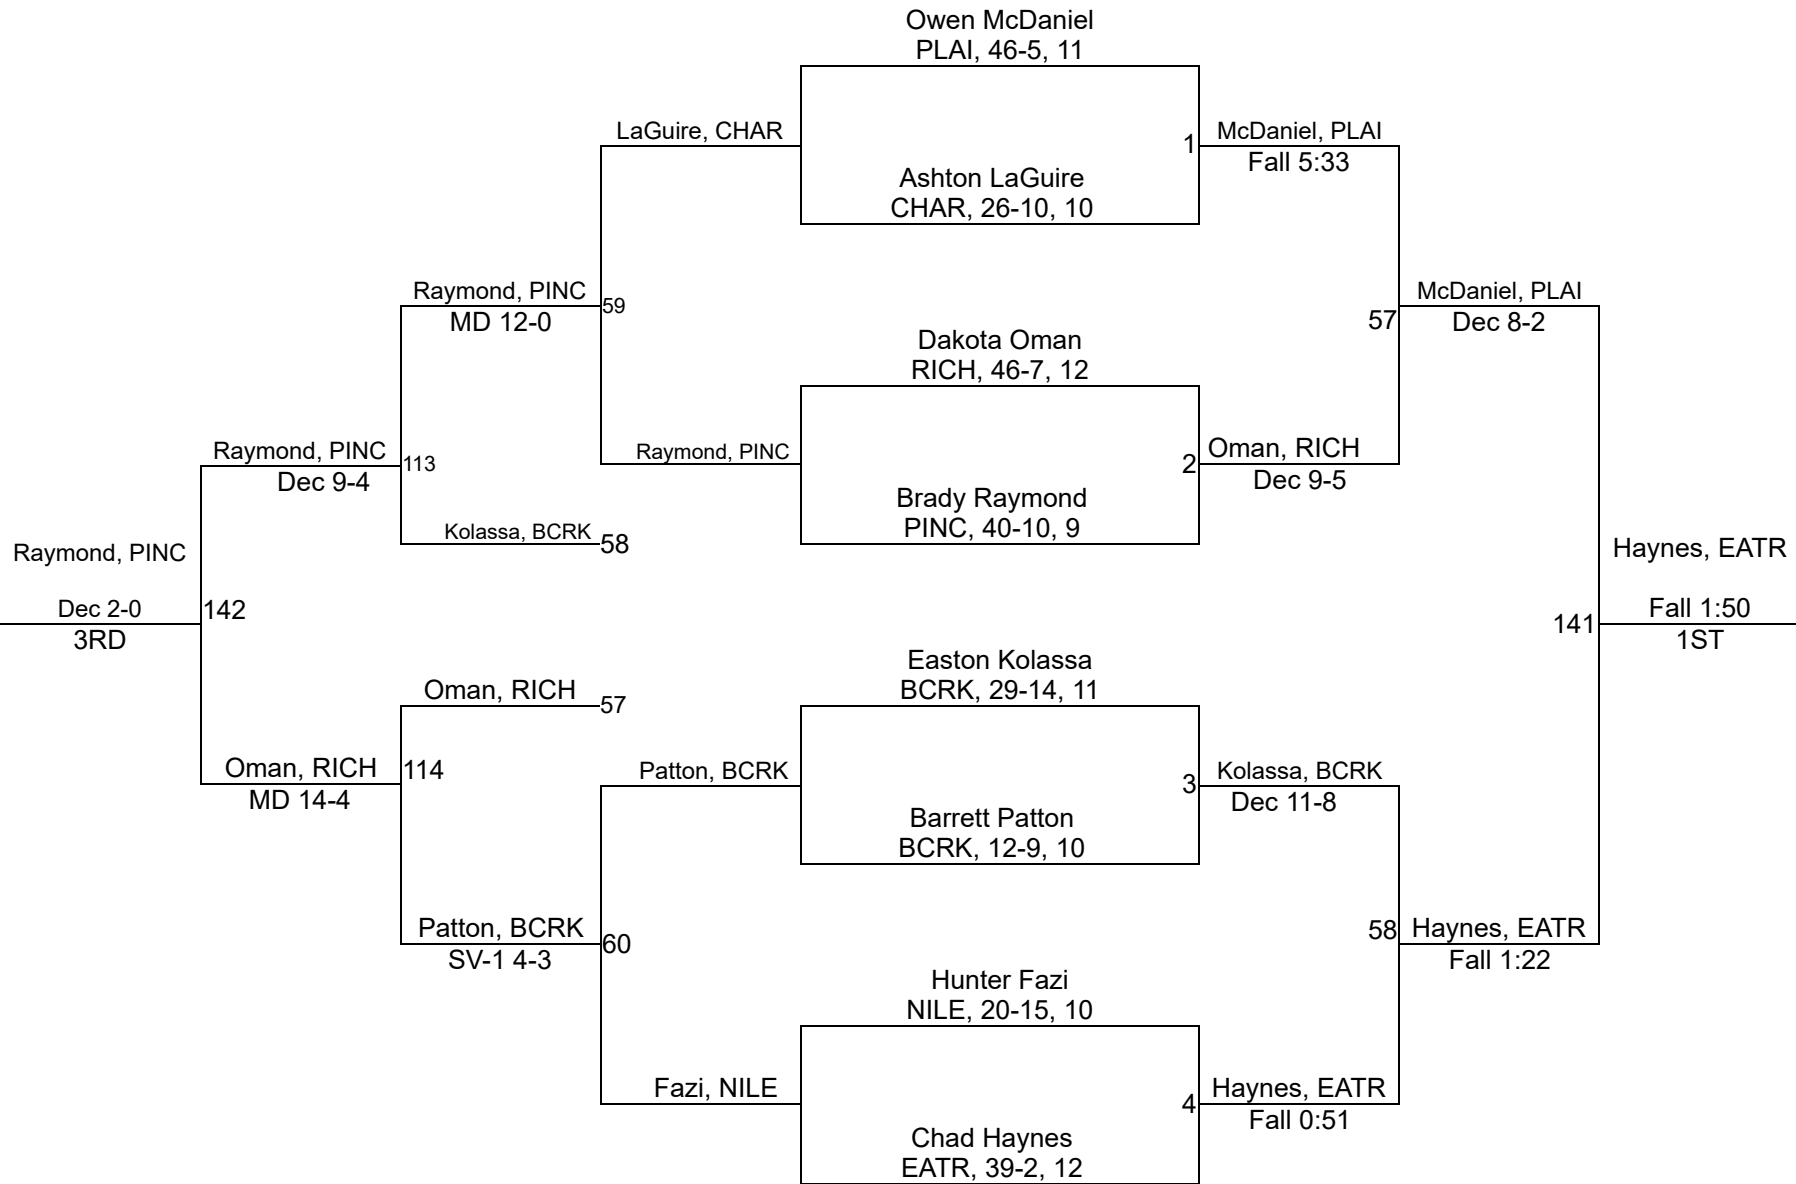 Owen McDaniel
PLAI, 46-5, 11
LaGuire, CHAR
1
McDaniel, PLAI
Fall 5:33
Ashton LaGuire
CHAR, 26-10, 10
Raymond, PINC
MD 12-0
59
57
McDaniel, PLAI
Dec 8-2
Dakota Oman
RICH, 46-7, 12
Raymond, PINC
Dec 9-4
113
Raymond, PINC
2
Oman, RICH
Dec 9-5
Brady Raymond
PINC, 40-10, 9
Kolassa, BCRK
58
Raymond, PINC
Dec 2-0
3RD
142
Haynes, EATR
141
Fall 1:50
1ST
Easton Kolassa
BCRK, 29-14, 11
Oman, RICH
57
Oman, RICH
MD 14-4
114
Patton, BCRK
3
Kolassa, BCRK
Dec 11-8
Barrett Patton
BCRK, 12-9, 10
Patton, BCRK
SV-1 4-3
60
58
Haynes, EATR
Fall 1:22
Hunter Fazi
NILE, 20-15, 10
Fazi, NILE
4
Haynes, EATR
Fall 0:51
Chad Haynes
EATR, 39-2, 12